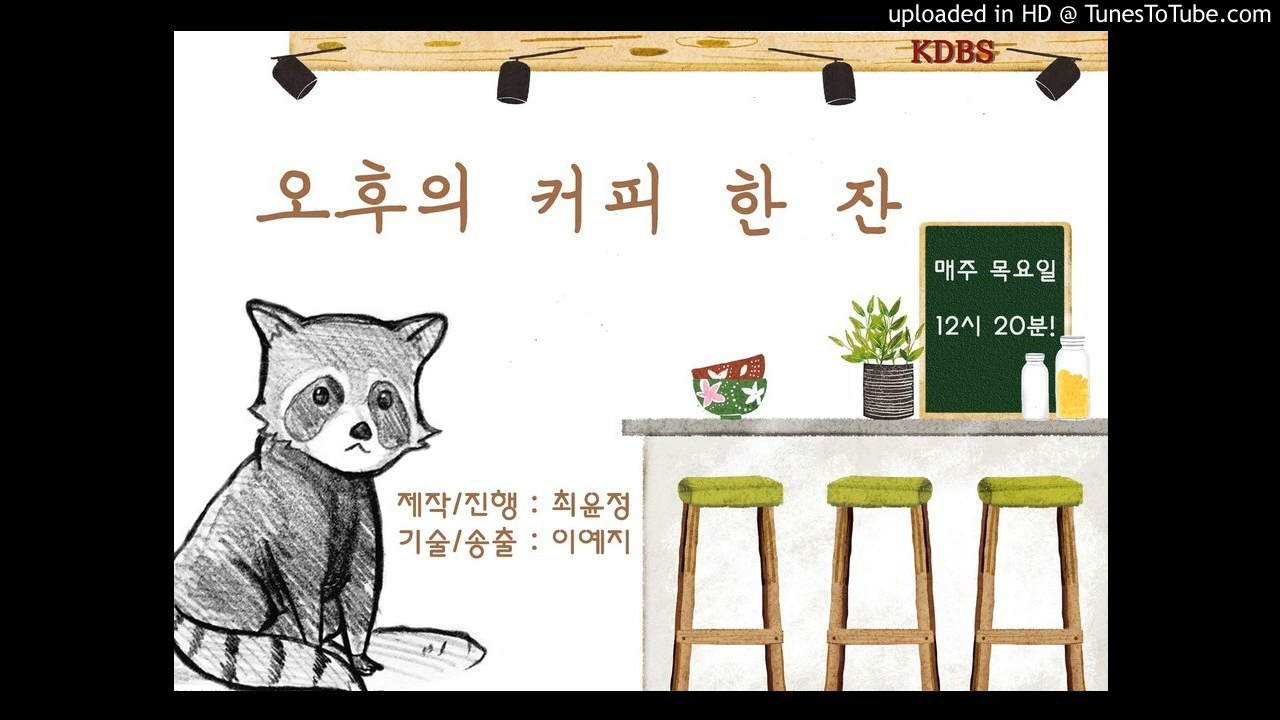 uploaded in HD @ TunesToTube.com
KDBS
오후의 커피 한 잔
매주 목요일
12시 20분!
제작/진행 : 최윤정
기술/송출 : 이예지